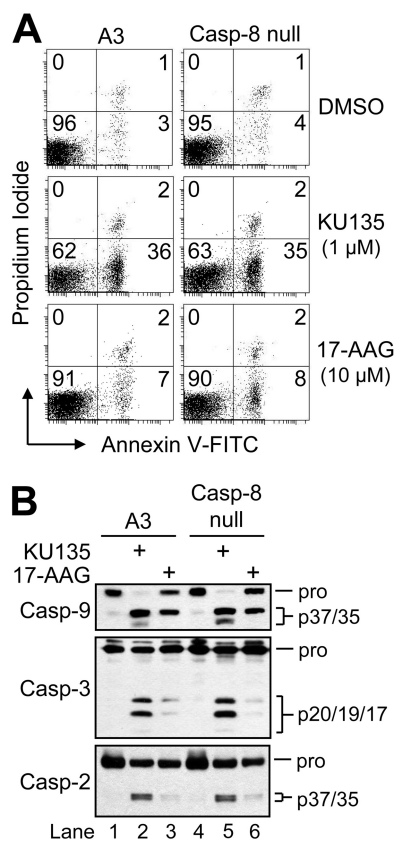 A
A3 Casp-8 null
0 1 0 1
DMSO
96 3 95 4
0 2 0 2
KU135
(1 µM)
62 36 63 35
0 2 0 2
17-AAG
(10 µM)
91 7 90 8
Propidium Iodide
Annexin V-FITC
B
Casp-8
null
A3
KU135 + +
17-AAG + +
Casp-9 pro
p37/35
Casp-3 pro
p20/19/17
Casp-2 pro
p37/35
Lane 1 2 3 4 5 6